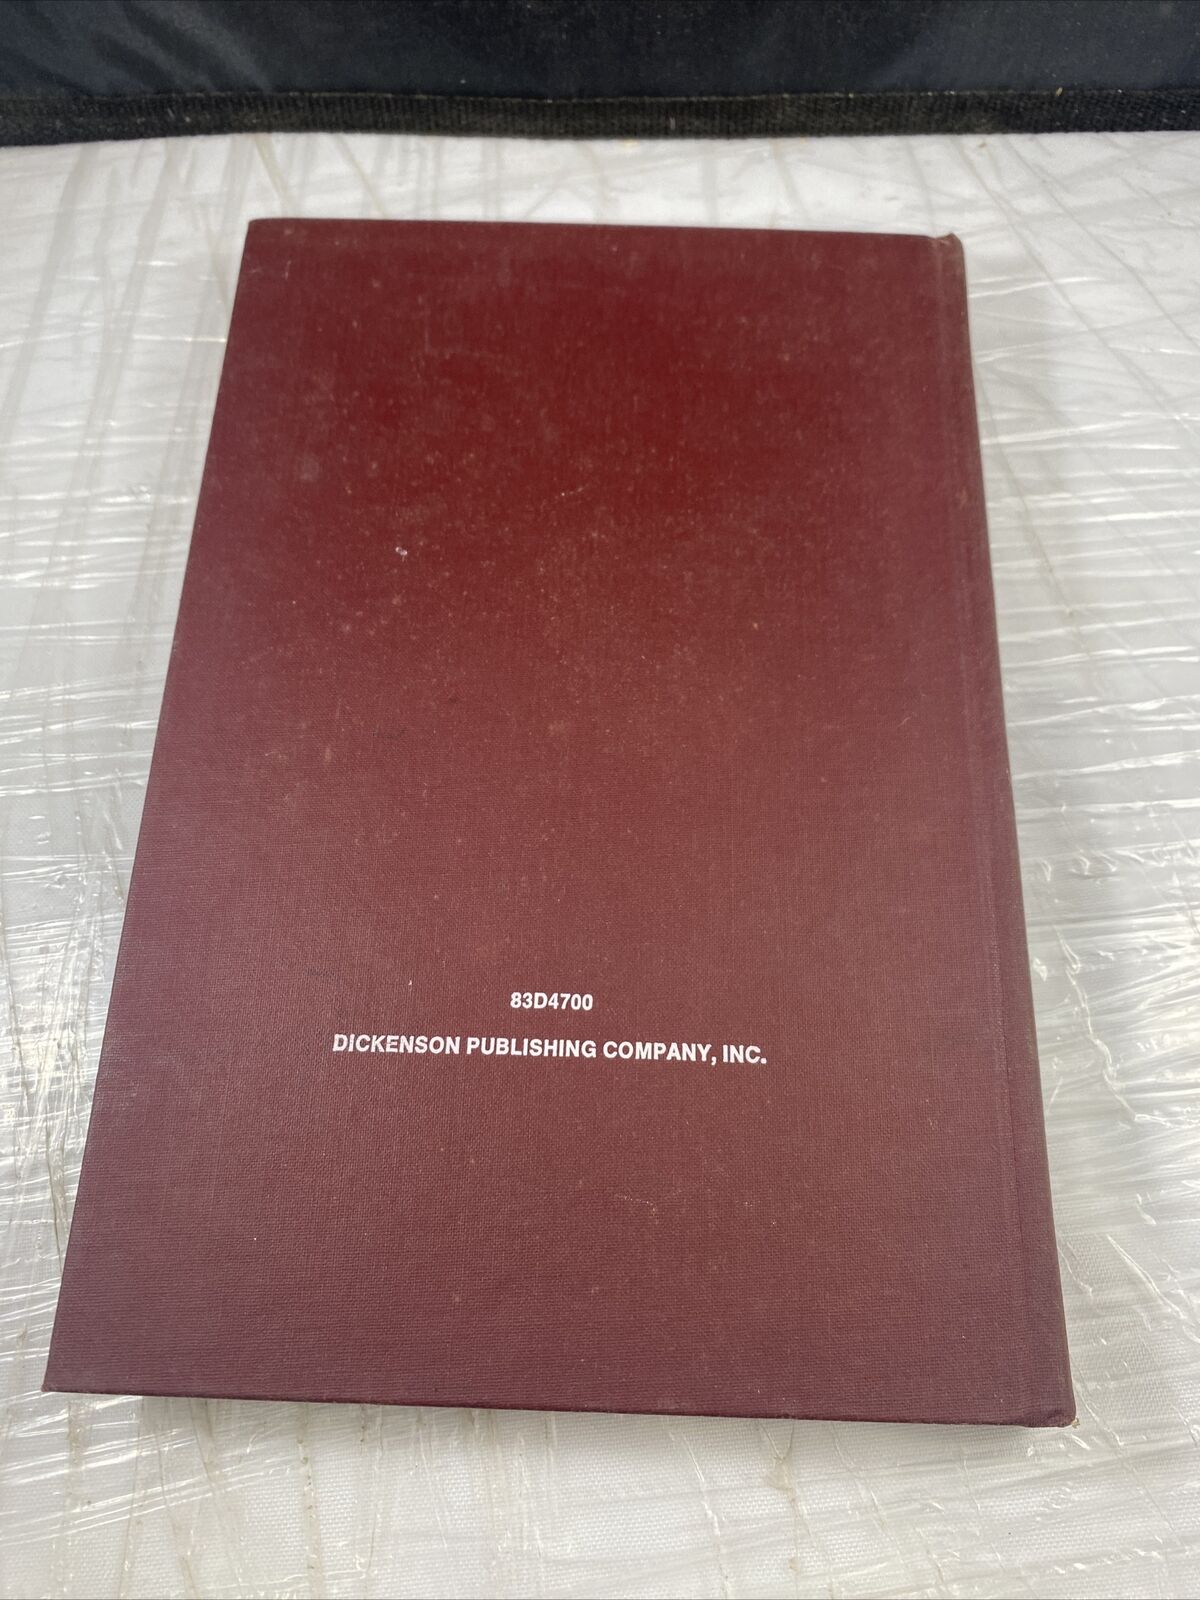 83D4700
DICKENSON PUBLISHING COMPANY, INC.